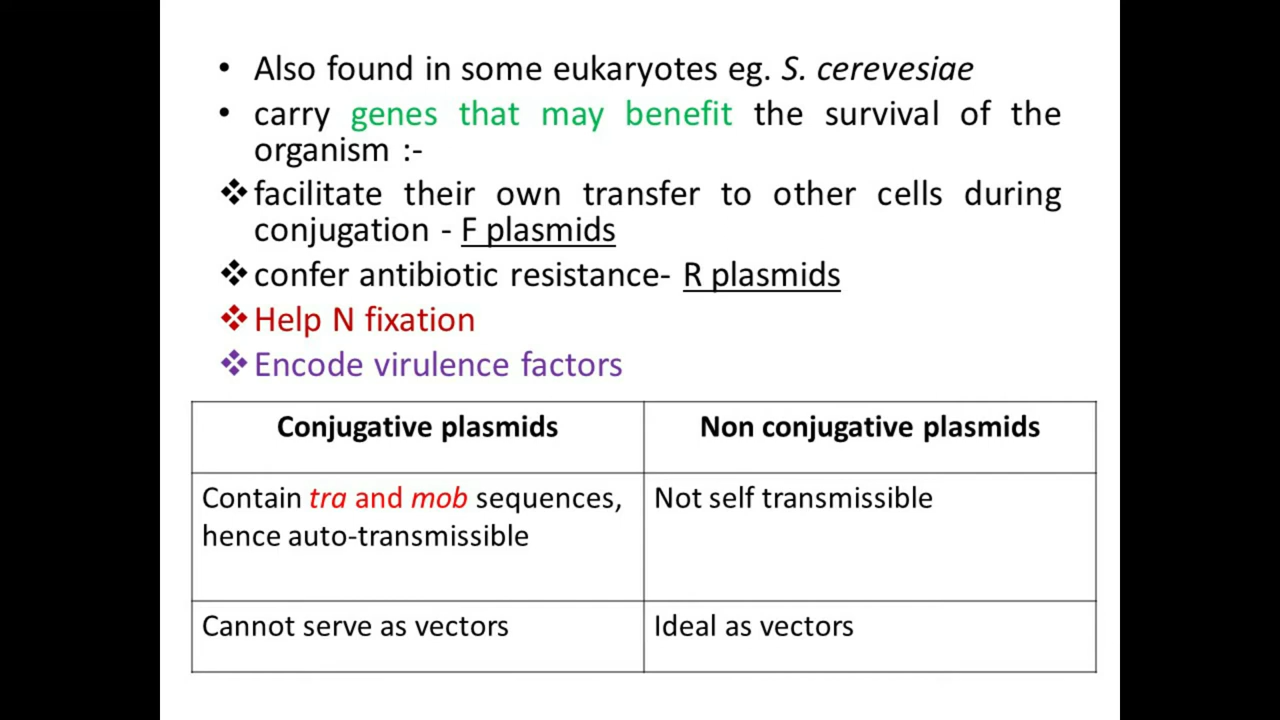 • Also found in some eukaryotes eg. S. cerevesiae
• carry genes that may benefit the survival of the
organism :-
❖ facilitate their own transfer to other cells during
conjugation - F plasmids
❖ confer antibiotic resistance- R plasmids
❖ Help N fixation
❖ Encode virulence factors
Conjugative plasmids
Non conjugative plasmids
Contain tra and mob sequences,
hence auto-transmissible
Not self transmissible
Cannot serve as vectors
Ideal as vectors